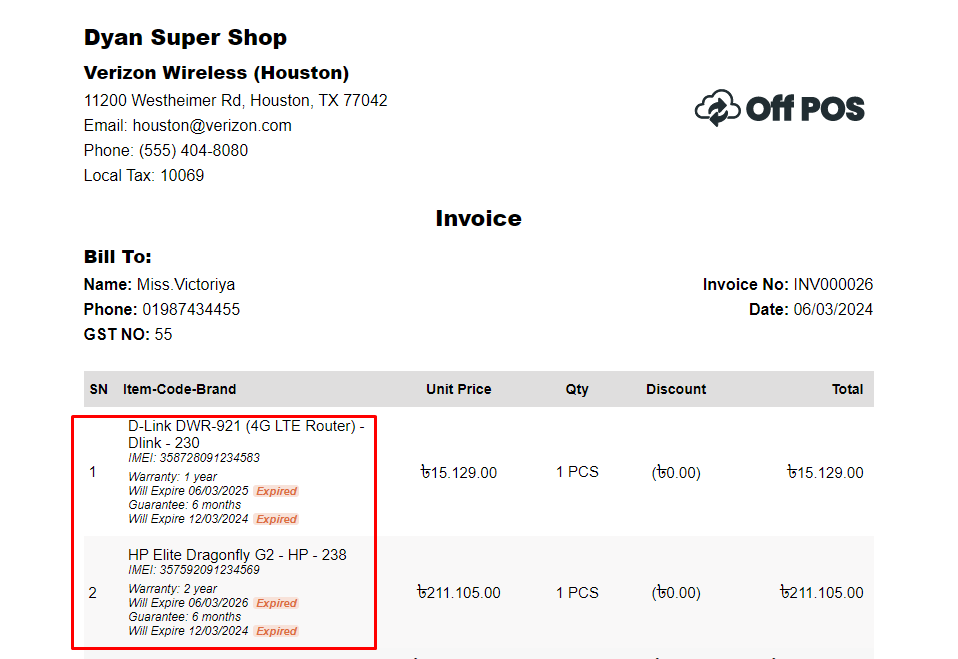 Dyan Super Shop
Verizon Wireless (Houston)
11200 Westheimer Rd, Houston, TX 77042
Email: houston@verizon.com
Phone: (555) 404-8080
Local Tax: 10069
Off POS
Invoice
Bill To:
Name: Miss.Victoriya
Phone: 01987434455
GST NO: 55
Invoice No: INV000026
Date: 06/03/2024
SN Item-Code-Brand Unit Price Qty Discount Total
D-Link DWR-921 (4G LTE Router) -
Dlink - 230
IMEI: 358728091234583
1 ৳15.129.00 1 PCS (৳0.00) ৳15.129.00
Warranty: 1 year
Will Expire 06/03/2025 Expired
Guarantee: 6 months
Will Expire 12/03/2024 Expired
HP Elite Dragonfly G2 - HP - 238
IMEI: 357592091234569
2 ৳211.105.00 1 PCS (৳0.00) ৳211.105.00
Warranty: 2 year
Will Expire 06/03/2026 Expired
Guarantee: 6 months
Will Expire 12/03/2024 Expired